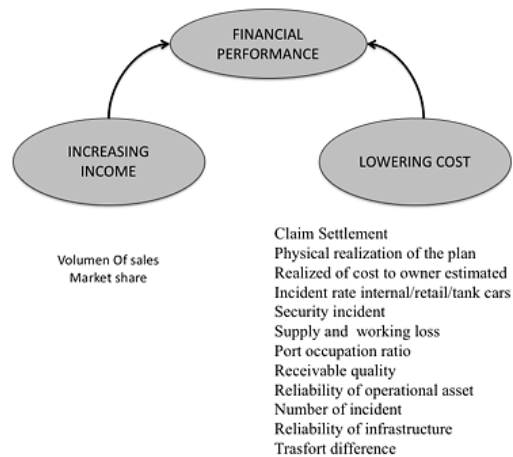 FINANCIAL
PERFORMANCE
INCREASING
INCOME
LOWERING COST
Volumen Of sales
Market share
Claim Settlement
Physical realization of the plan
Realized of cost to owner estimated
Incident rate internal/retail/tank cars
Security incident
Supply and working loss
Port occupation ratio
Receivable quality
Reliability of operational asset
Number of incident
Reliability of infrastructure
Trasfort difference